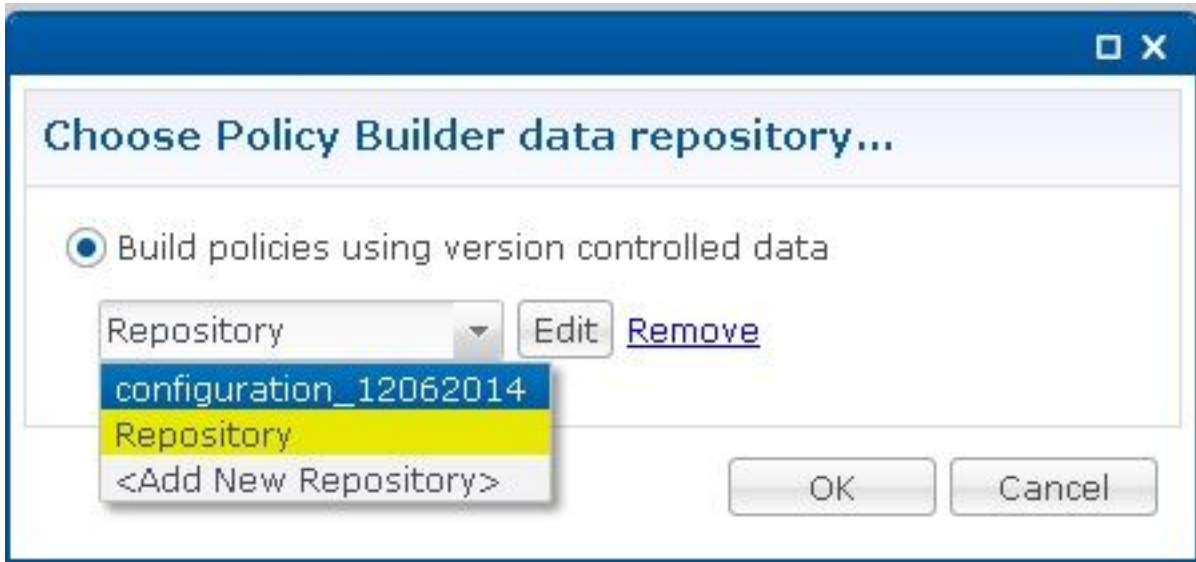 Choose Policy Builder data repository...
Build policies using version controlled data
Repository Edit Remove
configuration_12062014
Repository
<Add New Repository>
OK Cancel